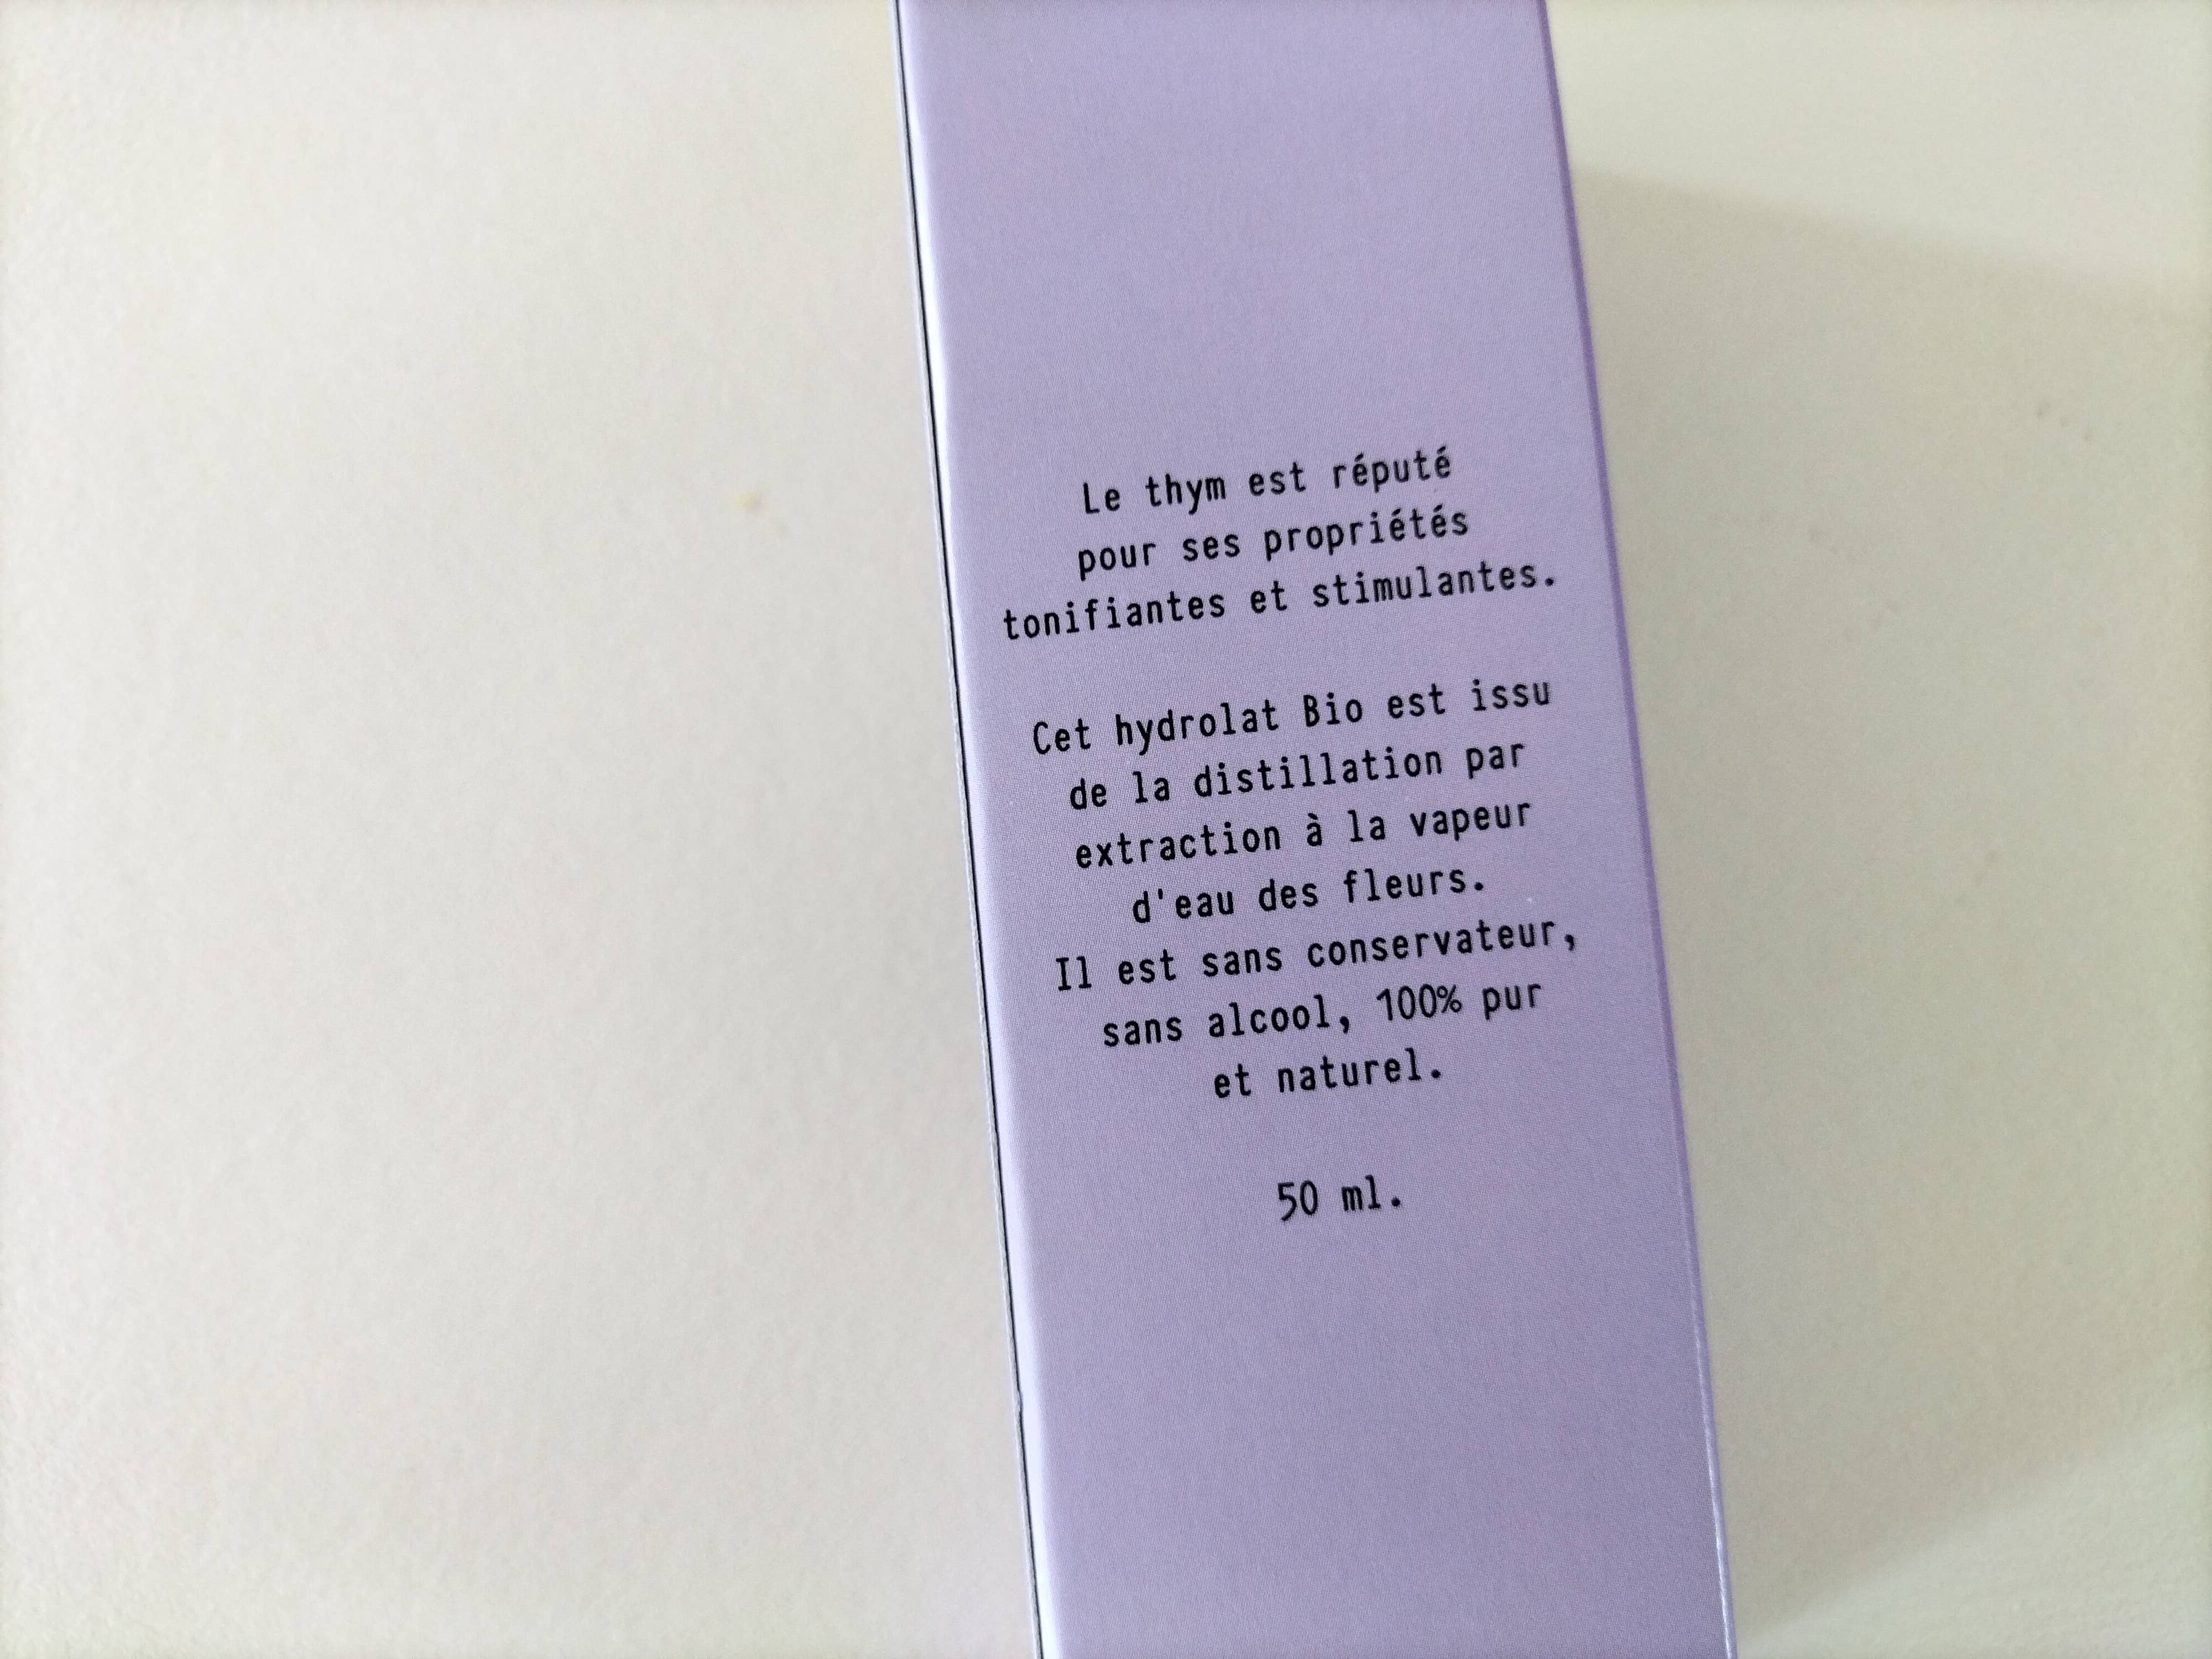 Le thym est réputé
pour ses propriétés
tonifiantes et stimulantes.
Cet hydrolat Bio est issu
de la distillation par
extraction à la vapeur
d'eau des fleurs.
Il est sans conservateur,
sans alcool, 100% pur
et naturel.
50 ml.